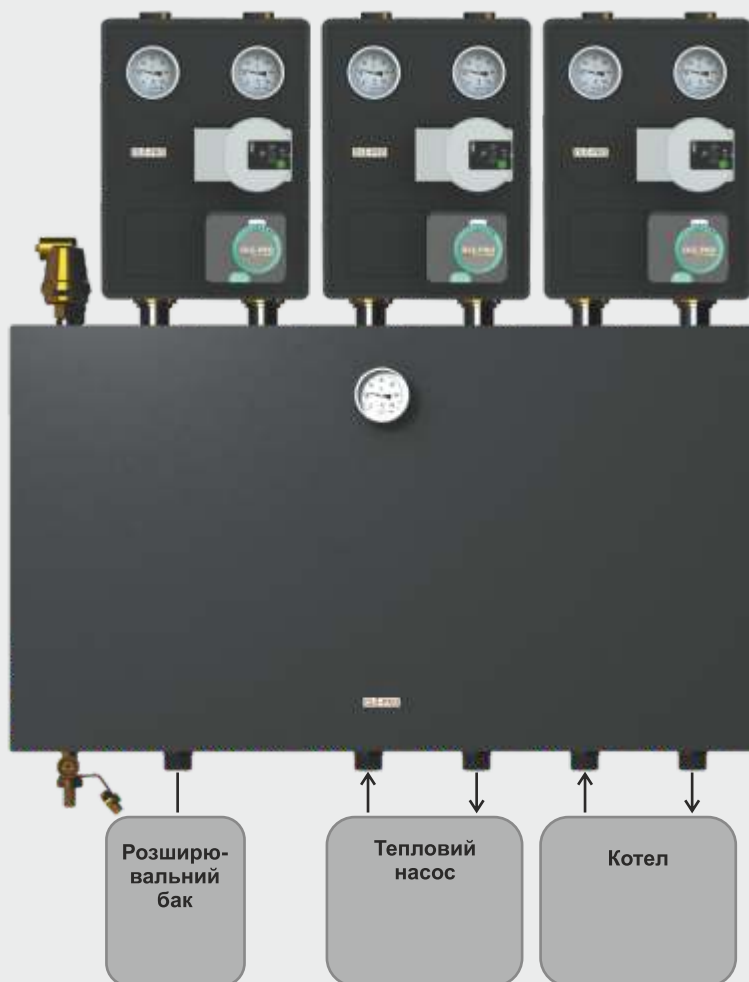 Розширю-
вальний
бак
Тепловий
насос
Котел